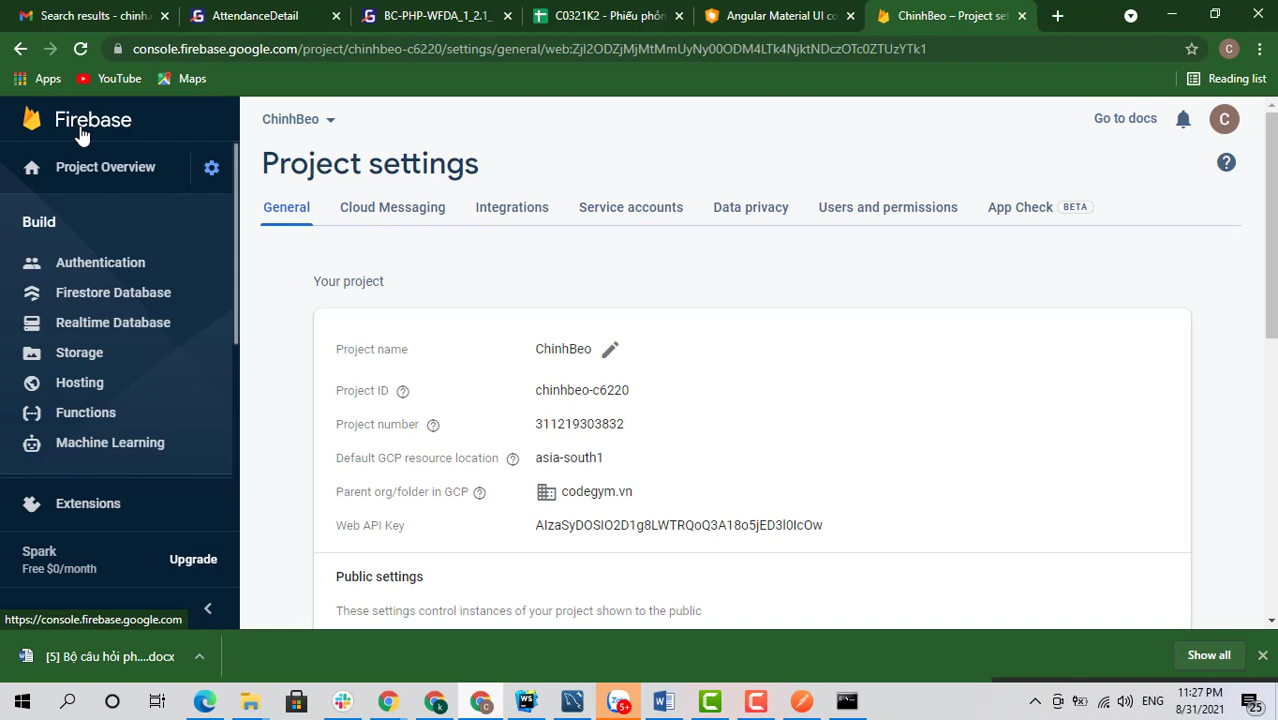 Search results - chinh.
AttendanceDetail
BC-PHP-WFDA_1_2.1_
C0321K2 - Phiếu phỏn
Angular Material UI co
ChinhBeo – Project set
console.firebase.google.com/project/chinhbeo-c6220/settings/general/web:ZjI2ODZjMjMtMmUyNy00ODM4LTk4NjktNDczOTc0ZTUzYTk1
C
Apps
YouTube
Maps
Reading list
Firebase
ChinhBeo
Go to docs
C
Project Overview
Project settings
General
Cloud Messaging
Integrations
Service accounts
Data privacy
Users and permissions
App Check BETA
Build
Authentication
Firestore Database
Realtime Database
Storage
Hosting
Functions
Machine Learning
Extensions
Spark
Free $0/month
Upgrade
Your project
Project name
ChinhBeo
Project ID
chinhbeo-c6220
Project number
311219303832
Default GCP resource location
asia-south1
Parent org/folder in GCP
codegym.vn
Web API Key
AIzaSyDOSIO2D1g8LWTRQoQ3A18o5jED3l0IcOw
Public settings
These settings control instances of your project shown to the public
https://console.firebase.google.com
[5] Bộ câu hỏi ph....docx
Show all
ENG
11:27 PM
8/31/2021
25
5+